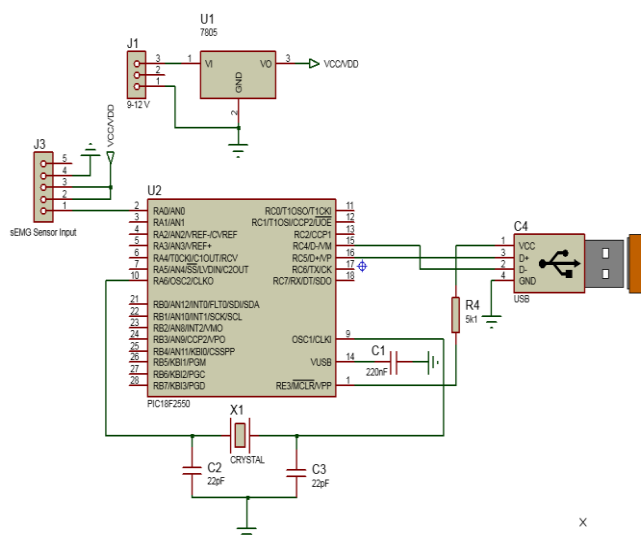 U1
7805
J1
3
2
1
9-12 V
1
VI
VO
3
VCC/VDD
GND
2
VCC/VDD
J3
5
4
3
2
1
sEMG Sensor Input
U2
2
RA0/AN0
3
RA1/AN1
4
RA2/AN2/VREF-/CVREF
5
RA3/AN3/VREF+
6
RA4/T0CKI/C1OUT/RCV
7
RA5/AN4/SS/LVDIN/C2OUT
10
RA6/OSC2/CLKO
21
RB0/AN12/INT0/FLT0/SDI/SDA
22
RB1/AN10/INT1/SCK/SCL
23
RB2/AN8/INT2/VMO
24
RB3/AN9/CCP2/VPO
25
RB4/AN11/KBI0/CSSPP
26
RB5/KBI1/PGM
27
RB6/KBI2/PGC
28
RB7/KBI3/PGD
RC0/T1OSO/T1CKI
11
RC1/T1OSI/CCP2/UOE
12
RC2/CCP1
13
RC4/D-/VM
15
RC5/D+/VP
16
RC6/TX/CK
17
RC7/RX/DT/SDO
18
OSC1/CLKI
9
VUSB
14
RE3/MCLR/VPP
1
PIC18F2550
C4
1
VCC
3
D+
2
D-
4
GND
USB
R4
5k1
C1
220nF
X1
CRYSTAL
C2
22pF
C3
22pF
X